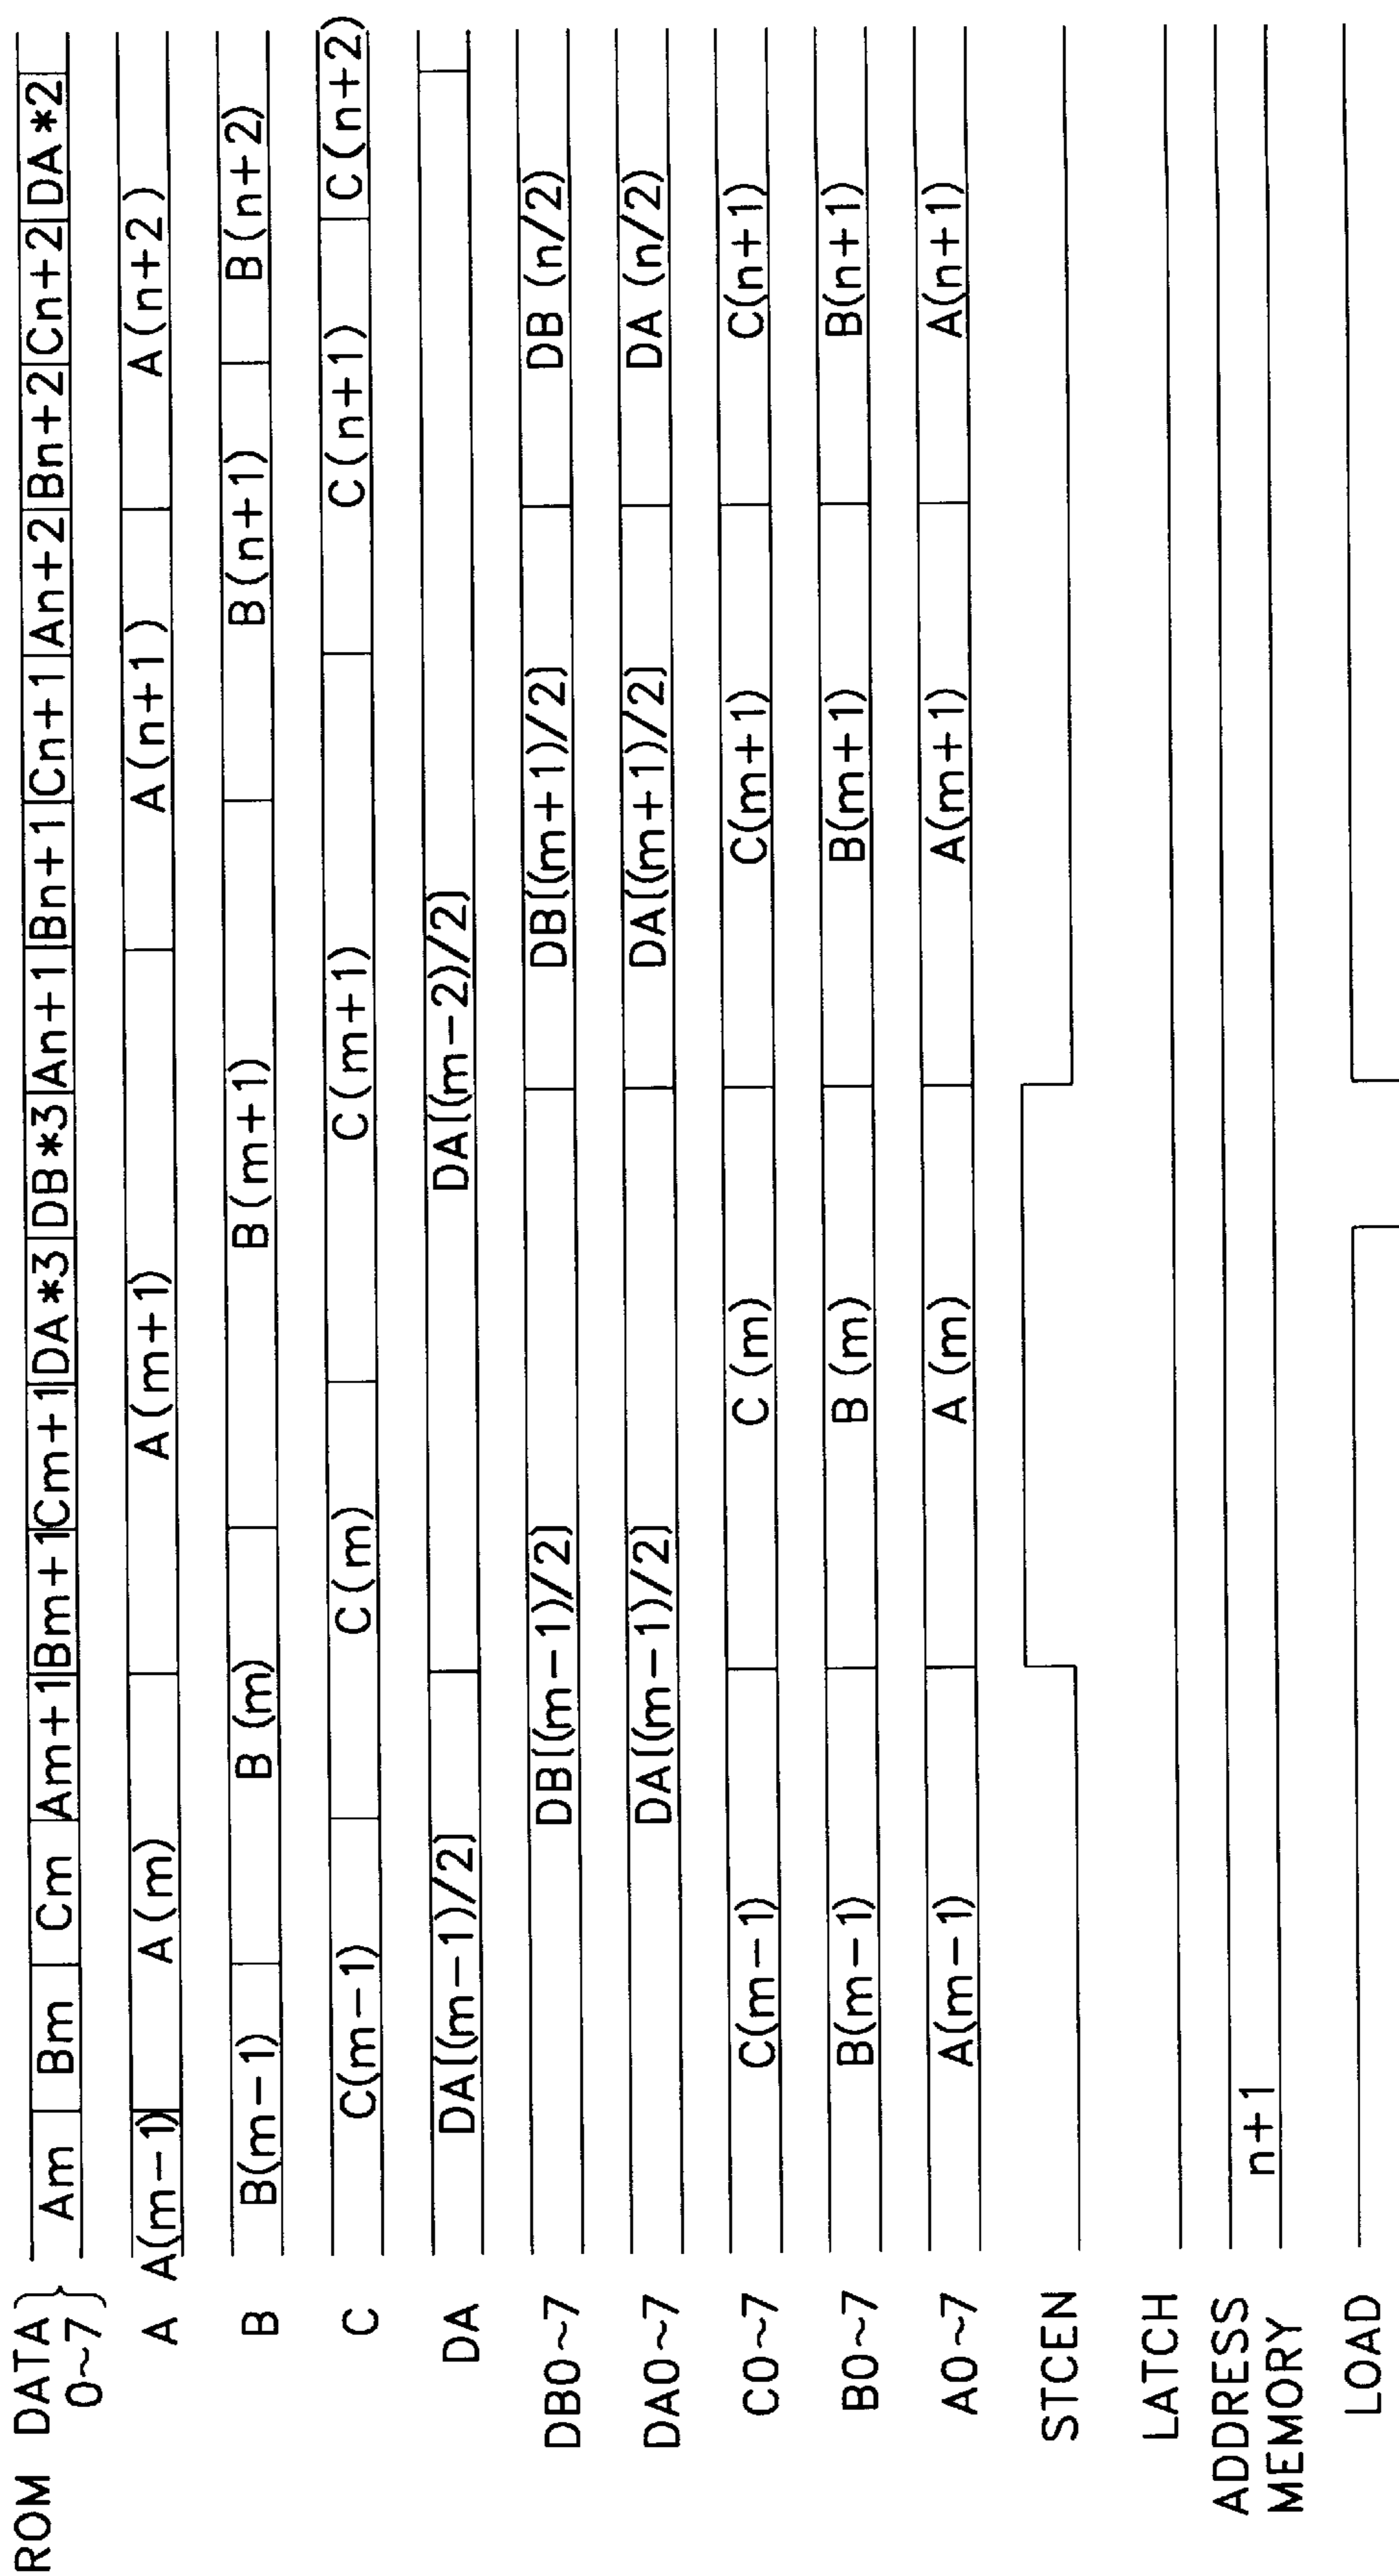 ROM DATA 0~7 Am Bm Cm Am+1 Bm+1 Cm+1 DA*3 DB*3 An+1 Bn+1 Cn+1 An+2 Bn+2 Cn+2 DA*2
A A(m-1) A(m) A(m+1) A(n+1) A(n+2)
B B(m-1) B(m) B(m+1) B(n+1) B(n+2)
C C(m-1) C(m) C(m+1) C(n+1) C(n+2)
DA DA[(m-1)/2] DA[(m-2)/2]
DB0~7 DB[(m-1)/2] DB[(m+1)/2] DB (n/2)
DA0~7 DA[(m-1)/2] DA[(m+1)/2] DA (n/2)
C0~7 C(m-1) C(m) C(m+1) C(n+1)
B0~7 B(m-1) B(m) B(m+1) B(n+1)
A0~7 A(m-1) A(m) A(m+1) A(n+1)
STCEN
LATCH
ADDRESS
MEMORY n+1
LOAD